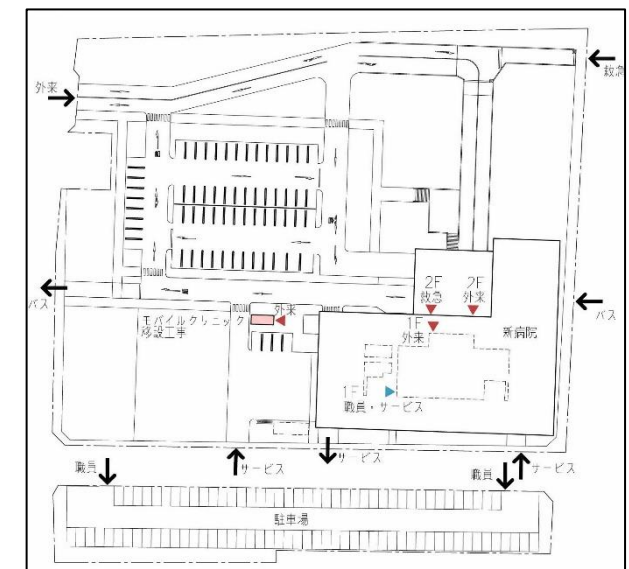 外来
救急
2F
救急
2F
外来
バス
バス
外来
モバイルクリニック
移設工事
1F
外来
新病院
1F
職員・サービス
職員
サービス
サービス
職員
サービス
駐車場